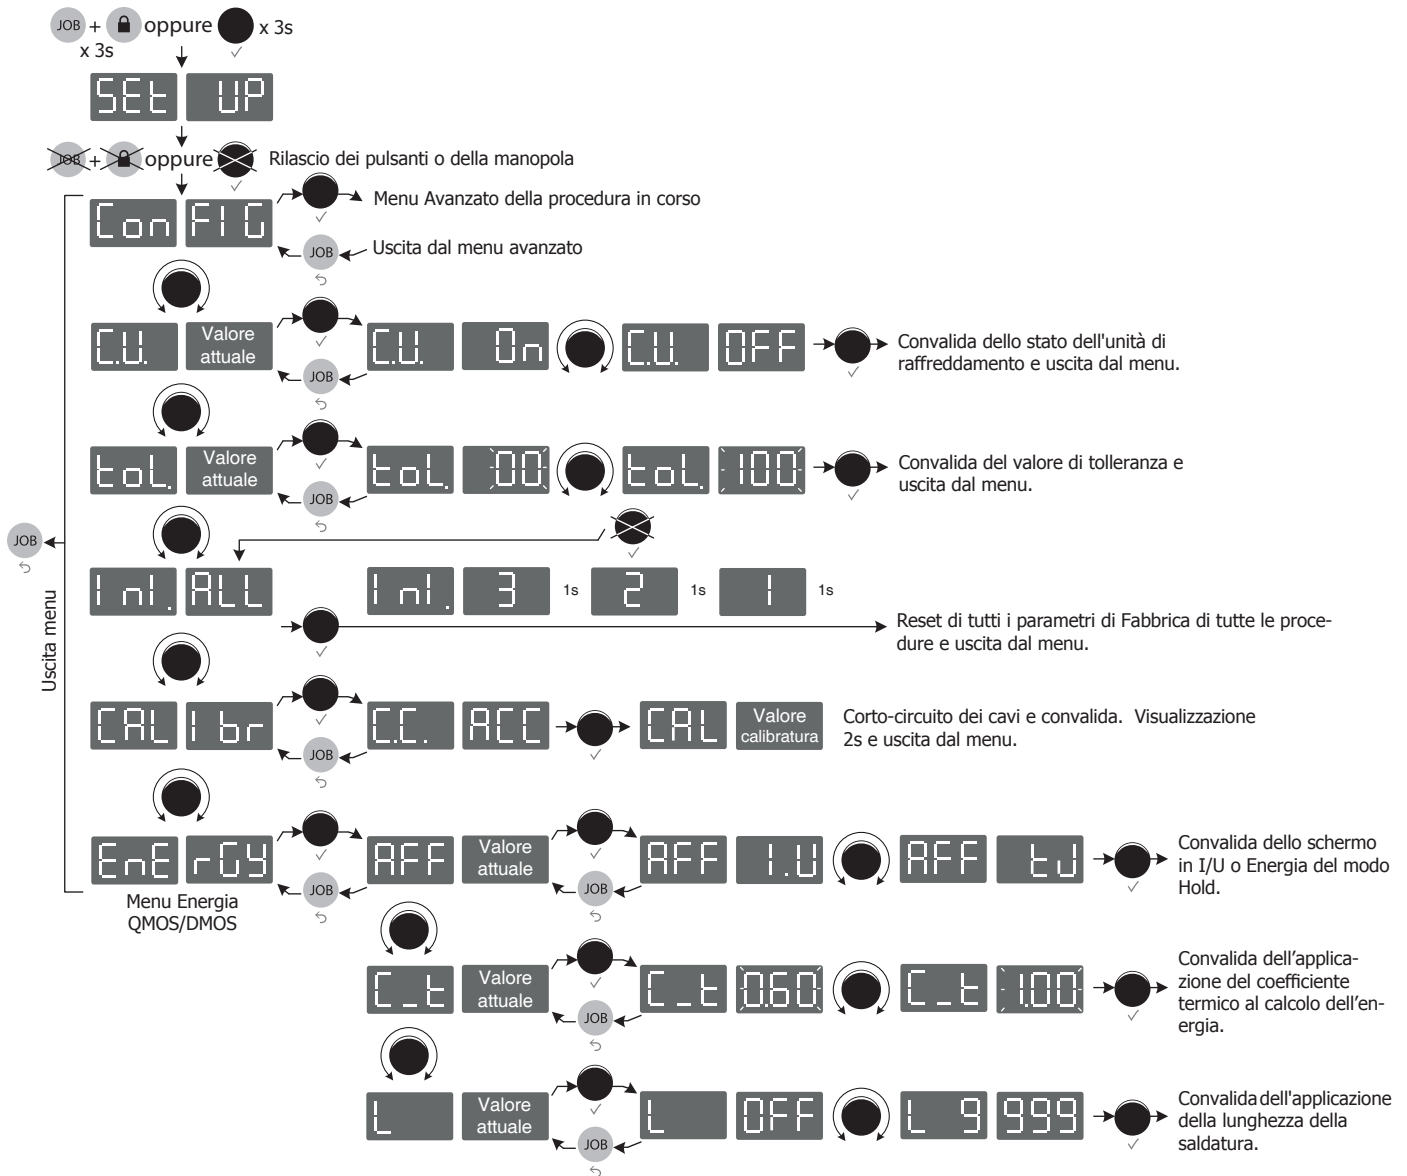 JOB + oppure x 3s
x 3s
SEt UP
JOB + oppure Rilascio dei pulsanti o della manopola
Con FIG
Menu Avanzato della procedura in corso
JOB Uscita dal menu avanzato
C.U. Valore attuale
C.U. On C.U. OFF
Convalida dello stato dell'unità di
raffreddamento e uscita dal menu.
JOB
toL. Valore attuale
toL. 00 toL. 100
Convalida del valore di tolleranza e
uscita dal menu.
JOB
JOB
Uscita menu
InI. ALL
InI. 3 1s 2 1s 1 1s
Reset di tutti i parametri di Fabbrica di tutte le proce-
dure e uscita dal menu.
CAL Ibr
C.C. ACC CAL Valore calibratura
Corto-circuito dei cavi e convalida. Visualizzazione
2s e uscita dal menu.
JOB
EnE rGY
Menu Energia
QMOS/DMOS
AFF Valore attuale
AFF I.U AFF tJ
Convalida dello schermo
in I/U o Energia del modo
Hold.
JOB JOB
C_t Valore attuale
C_t 0.60 C_t 1.00
Convalida dell'applica-
zione del coefficiente
termico al calcolo dell'en-
ergia.
JOB
L Valore attuale
L OFF L 9 999
Convalida dell'applicazione
della lunghezza della
saldatura.
JOB